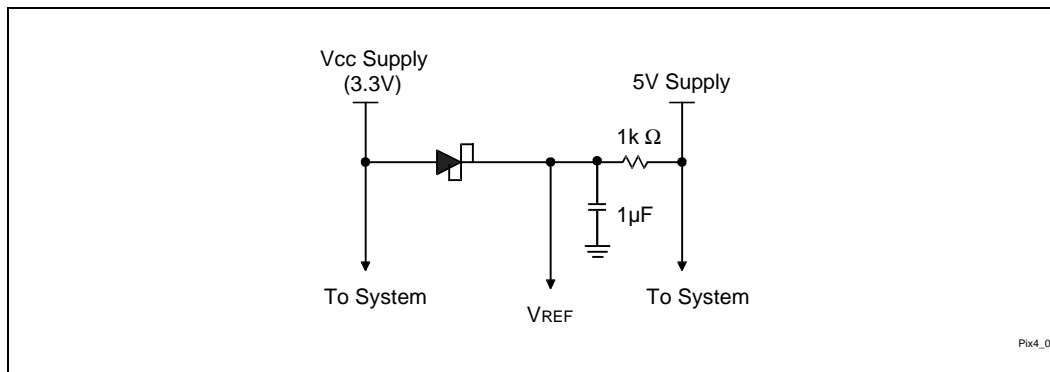 Vcc Supply
(3.3V)
5V Supply
1k Ω
1µF
To System
VREF
To System
Pix4_0